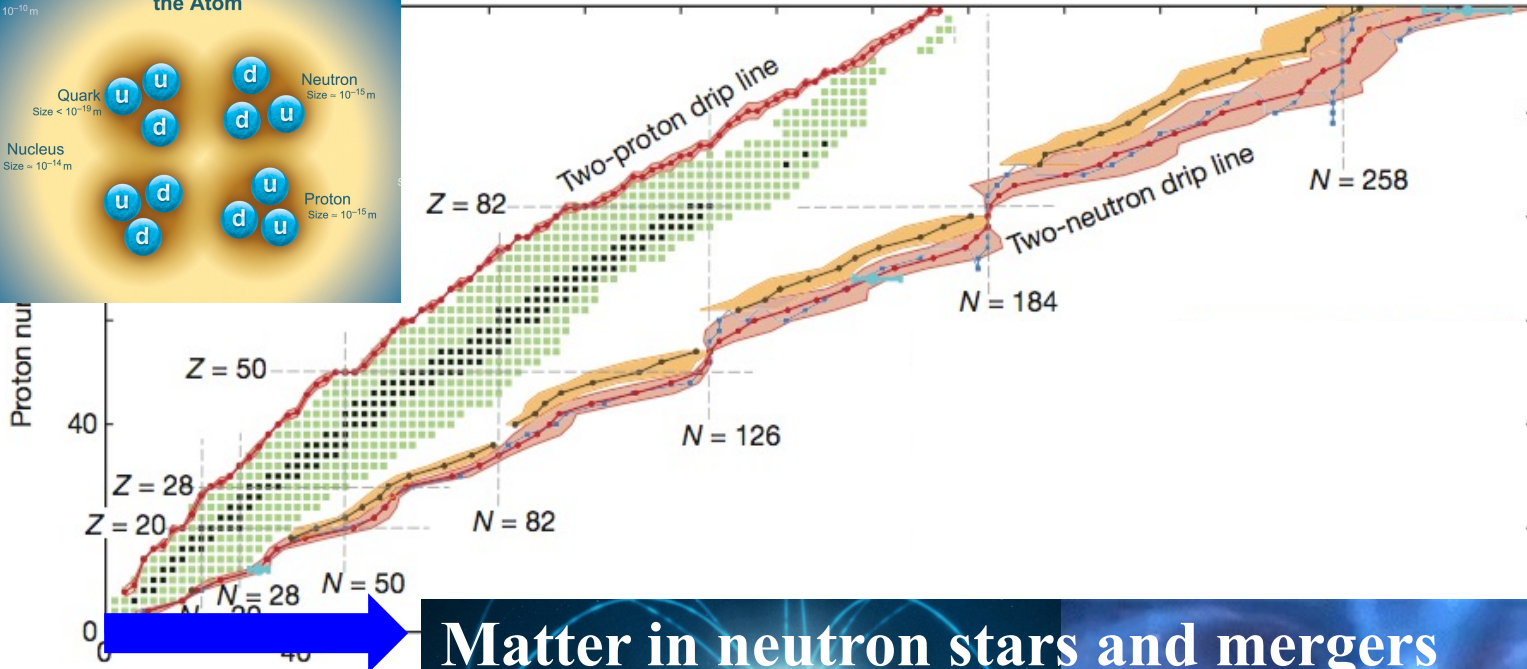 10⁻¹⁰ m
the Atom
u
u
d
d
d
u
Quark
Size < 10⁻¹⁹ m
Neutron
Size ≈ 10⁻¹⁵ m
Nucleus
Size ≈ 10⁻¹⁴ m
u
d
d
u
d
u
Proton
Size ≈ 10⁻¹⁵ m
Two-proton drip line
Two-neutron drip line
Z = 82
Z = 50
Z = 28
Z = 20
N = 258
N = 184
N = 126
N = 82
N = 50
N = 28
Proton
40
0
0
40
Matter in neutron stars and mergers